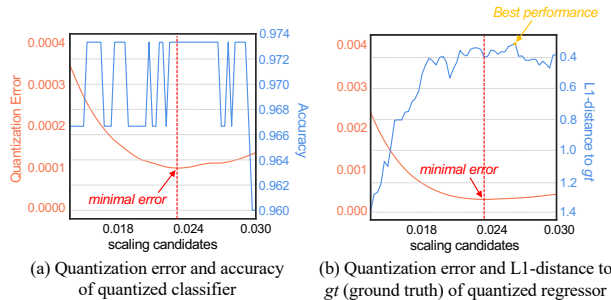 Best performance
0.0004
0.0003
0.0002
0.0001
0.0000
Quantization Error
0.974
0.972
0.970
0.968
0.966
0.964
0.962
0.960
Accuracy
minimal error
0.018
0.024
0.030
scaling candidates
(a) Quantization error and accuracy
of quantized classifier
0.004
0.003
0.002
0.001
0.000
0.4
0.6
0.8
1.0
1.2
1.4
L1-distance to gt
minimal error
0.018
0.024
0.030
scaling candidates
(b) Quantization error and L1-distance to
gt (ground truth) of quantized regressor